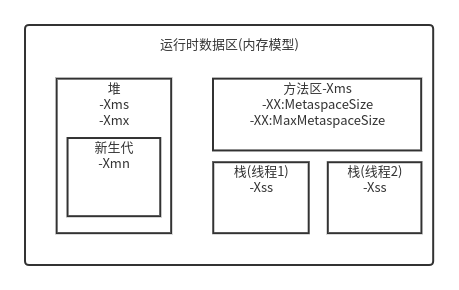 运行时数据区(内存模型)
堆
-Xms
-Xmx
新生代
-Xmn
方法区-Xms
-XX:MetaspaceSize
-XX:MaxMetaspaceSize
栈(线程1)
-Xss
栈(线程2)
-Xss